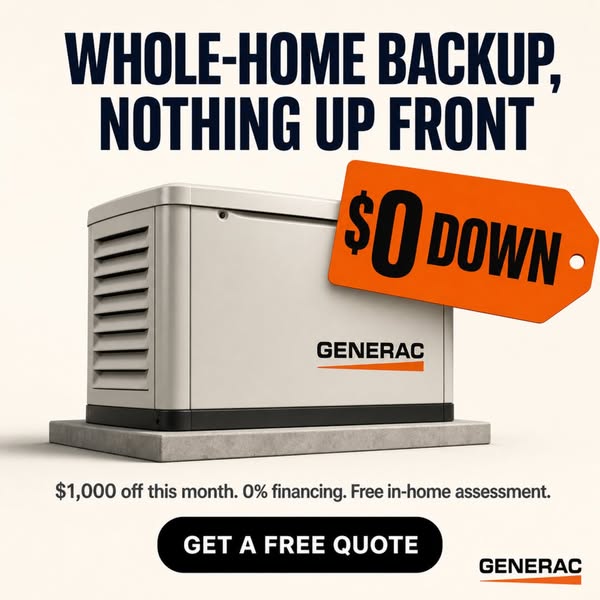 WHOLE-HOME BACKUP,
NOTHING UP FRONT
$0 DOWN
GENERAC
$1,000 off this month. 0% financing. Free in-home assessment.
GET A FREE QUOTE
GENERAC